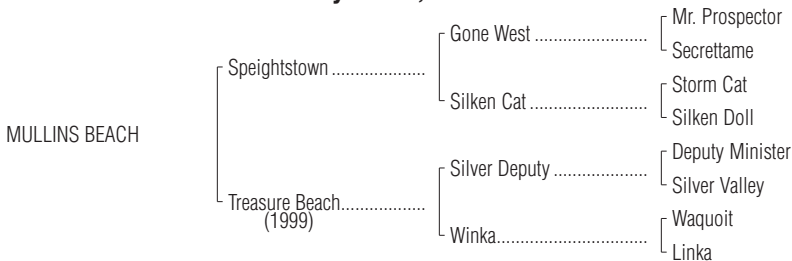 Mr. Prospector
Gone West ......................
Secrettame
Speightstown ...................
Storm Cat
Silken Cat .......................
Silken Doll
MULLINS BEACH
Deputy Minister
Silver Deputy ..................
Silver Valley
Treasure Beach.................
(1999)
Waquoit
Winka..............................
Linka